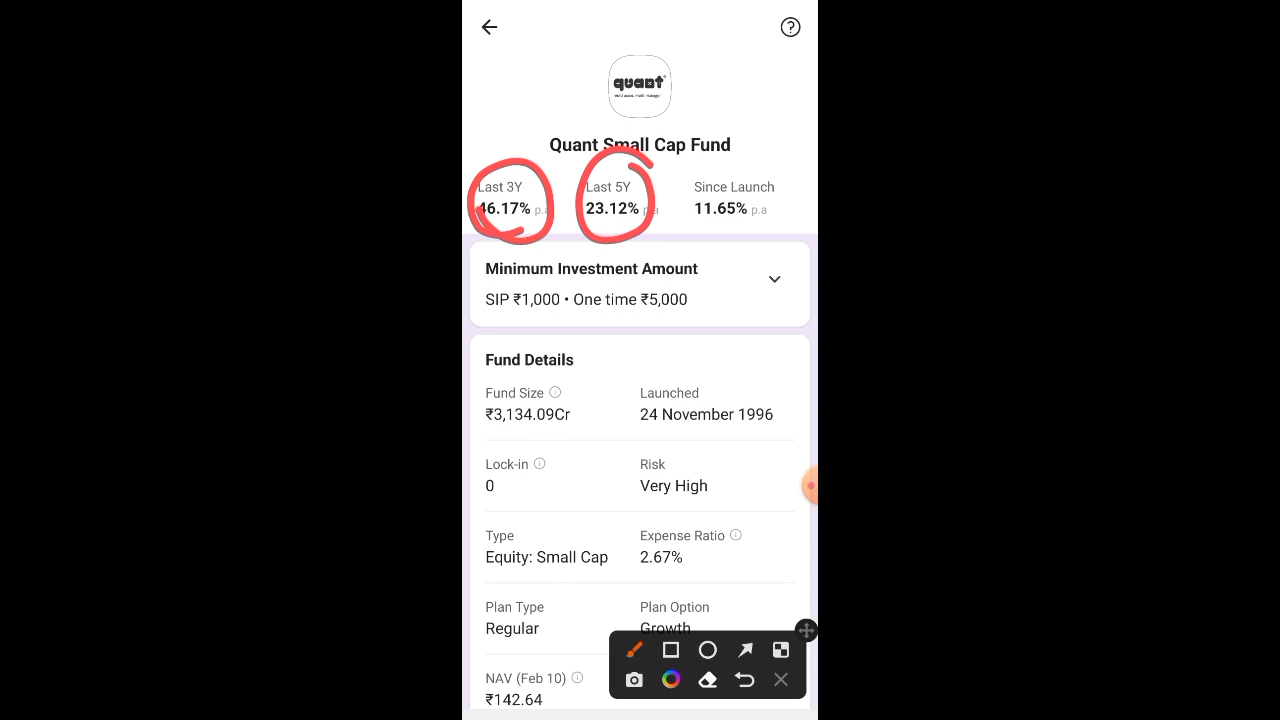 quant
Quant Small Cap Fund
Last 3Y
46.17% p.a
Last 5Y
23.12% p.a
Since Launch
11.65% p.a
Minimum Investment Amount
SIP ₹1,000 • One time ₹5,000
Fund Details
Fund Size
₹3,134.09Cr
Launched
24 November 1996
Lock-in
0
Risk
Very High
Type
Equity: Small Cap
Expense Ratio
2.67%
Plan Type
Regular
Plan Option
Growth
NAV (Feb 10)
₹142.64